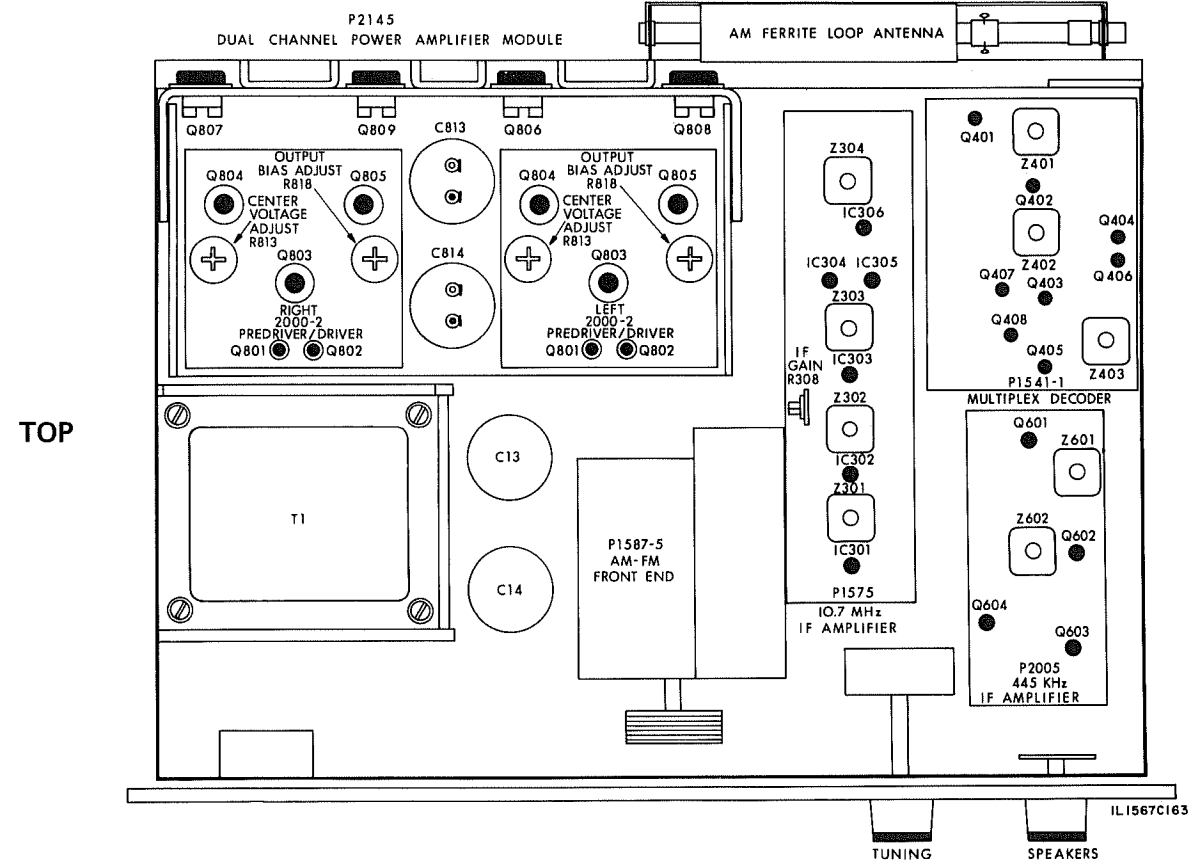 P2145
DUAL CHANNEL POWER AMPLIFIER MODULE
AM FERRITE LOOP ANTENNA
Q807
Q809
C813
Q806
Q808
OUTPUT
BIAS ADJUST
R818
Q804
Q805
CENTER
VOLTAGE
ADJUST
R813
Q803
RIGHT
2000-2
PREDRIVER/DRIVER
Q801
Q802
C814
OUTPUT
BIAS ADJUST
R818
Q804
Q805
CENTER
VOLTAGE
ADJUST
R813
Q803
LEFT
2000-2
PREDRIVER/DRIVER
Q801
Q802
Z304
IC306
IC304
IC305
Z303
IF
GAIN
R308
IC303
Z302
IC302
Z301
IC301
P1575
10.7 MHz
IF AMPLIFIER
Q401
Z401
Q402
Z402
Q404
Q406
Q407
Q403
Q408
Q405
Z403
P1541-1
MULTIPLEX DECODER
Q601
Z601
Z602
Q602
Q604
Q603
P2005
445 KHz
IF AMPLIFIER
TOP
T1
C13
C14
P1587-5
AM-FM
FRONT END
IL1567C163
TUNING
SPEAKERS